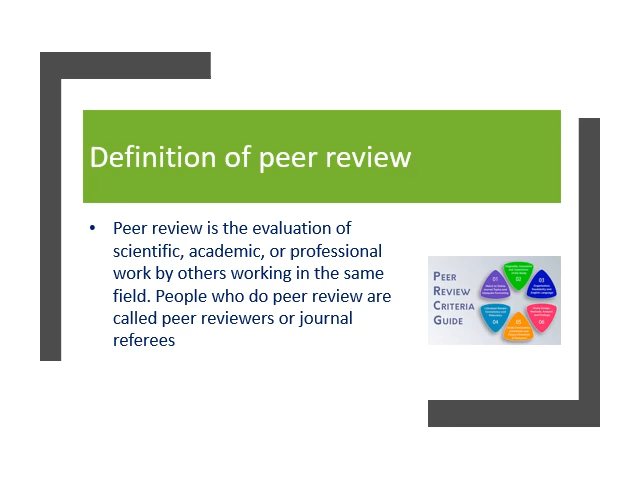 Definition of peer review
• Peer review is the evaluation of
scientific, academic, or professional
work by others working in the same
field. People who do peer review are
called peer reviewers or journal
referees
PEER
REVIEW
CRITERIA
GUIDE
01
02
03
04
05
06